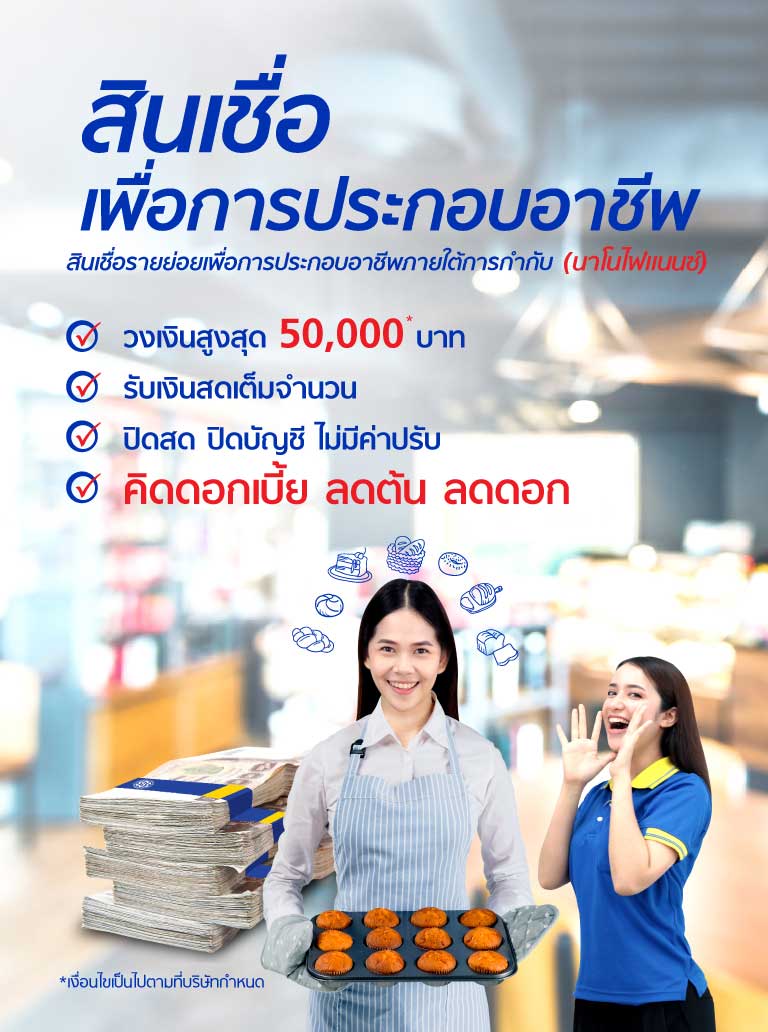 สินเชื่อ
เพื่อการประกอบอาชีพ
สินเชื่อรายย่อยเพื่อการประกอบอาชีพภายใต้การกำกับ (นาโนไฟแนนซ์)
วงเงินสูงสุด 50,000* บาท
รับเงินสดเต็มจำนวน
ปิดสด ปิดบัญชี ไม่มีค่าปรับ
คิดดอกเบี้ย ลดต้น ลดดอก
*เงื่อนไขเป็นไปตามที่บริษัทกำหนด